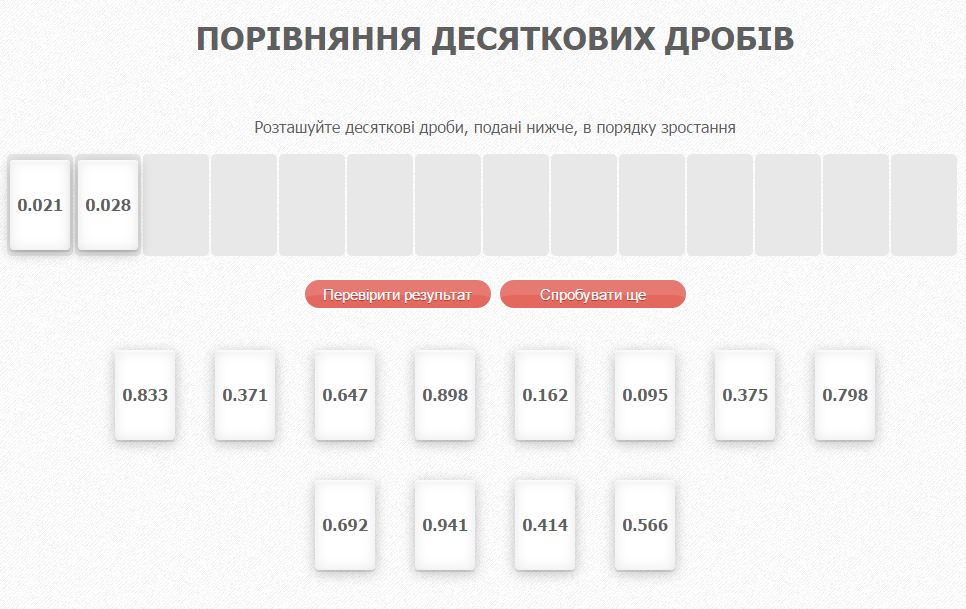 ПОРІВНЯННЯ ДЕСЯТКОВИХ ДРОБІВ
Розташуйте десяткові дроби, подані нижче, в порядку зростання
0.021 0.028
Перевірити результат Спробувати ще
0.833 0.371 0.647 0.898 0.162 0.095 0.375 0.798
0.692 0.941 0.414 0.566